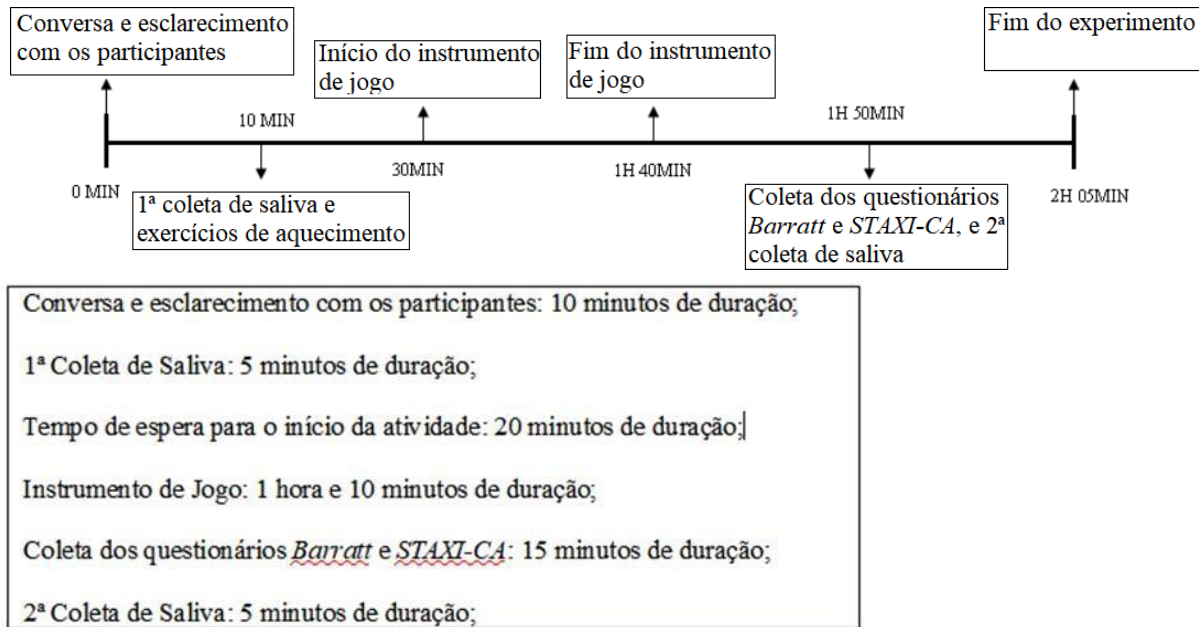 Conversa e esclarecimento
com os participantes
Fim do experimento
Início do instrumento
de jogo
Fim do instrumento
de jogo
10 MIN
1H 50MIN
0 MIN
30MIN
1H 40MIN
2H 05MIN
1ª coleta de saliva e
exercícios de aquecimento
Coleta dos questionários
Barratt e STAXI-CA, e 2ª
coleta de saliva
Conversa e esclarecimento com os participantes: 10 minutos de duração;
1ª Coleta de Saliva: 5 minutos de duração;
Tempo de espera para o início da atividade: 20 minutos de duração;
Instrumento de Jogo: 1 hora e 10 minutos de duração;
Coleta dos questionários Barratt e STAXI-CA: 15 minutos de duração;
2ª Coleta de Saliva: 5 minutos de duração;